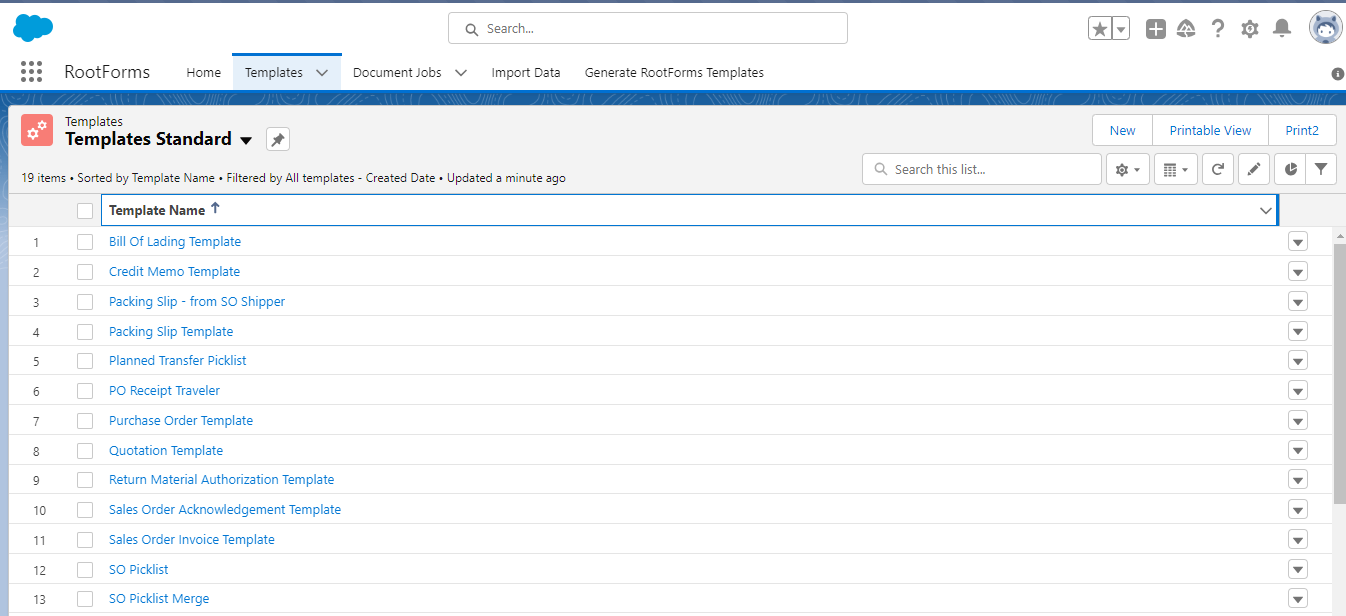 Search...
RootForms Home Templates Document Jobs Import Data Generate RootForms Templates
Templates
Templates Standard
New Printable View Print2
19 items • Sorted by Template Name • Filtered by All templates - Created Date • Updated a minute ago
Search this list...
Template Name
1 Bill Of Lading Template
2 Credit Memo Template
3 Packing Slip - from SO Shipper
4 Packing Slip Template
5 Planned Transfer Picklist
6 PO Receipt Traveler
7 Purchase Order Template
8 Quotation Template
9 Return Material Authorization Template
10 Sales Order Acknowledgement Template
11 Sales Order Invoice Template
12 SO Picklist
13 SO Picklist Merge